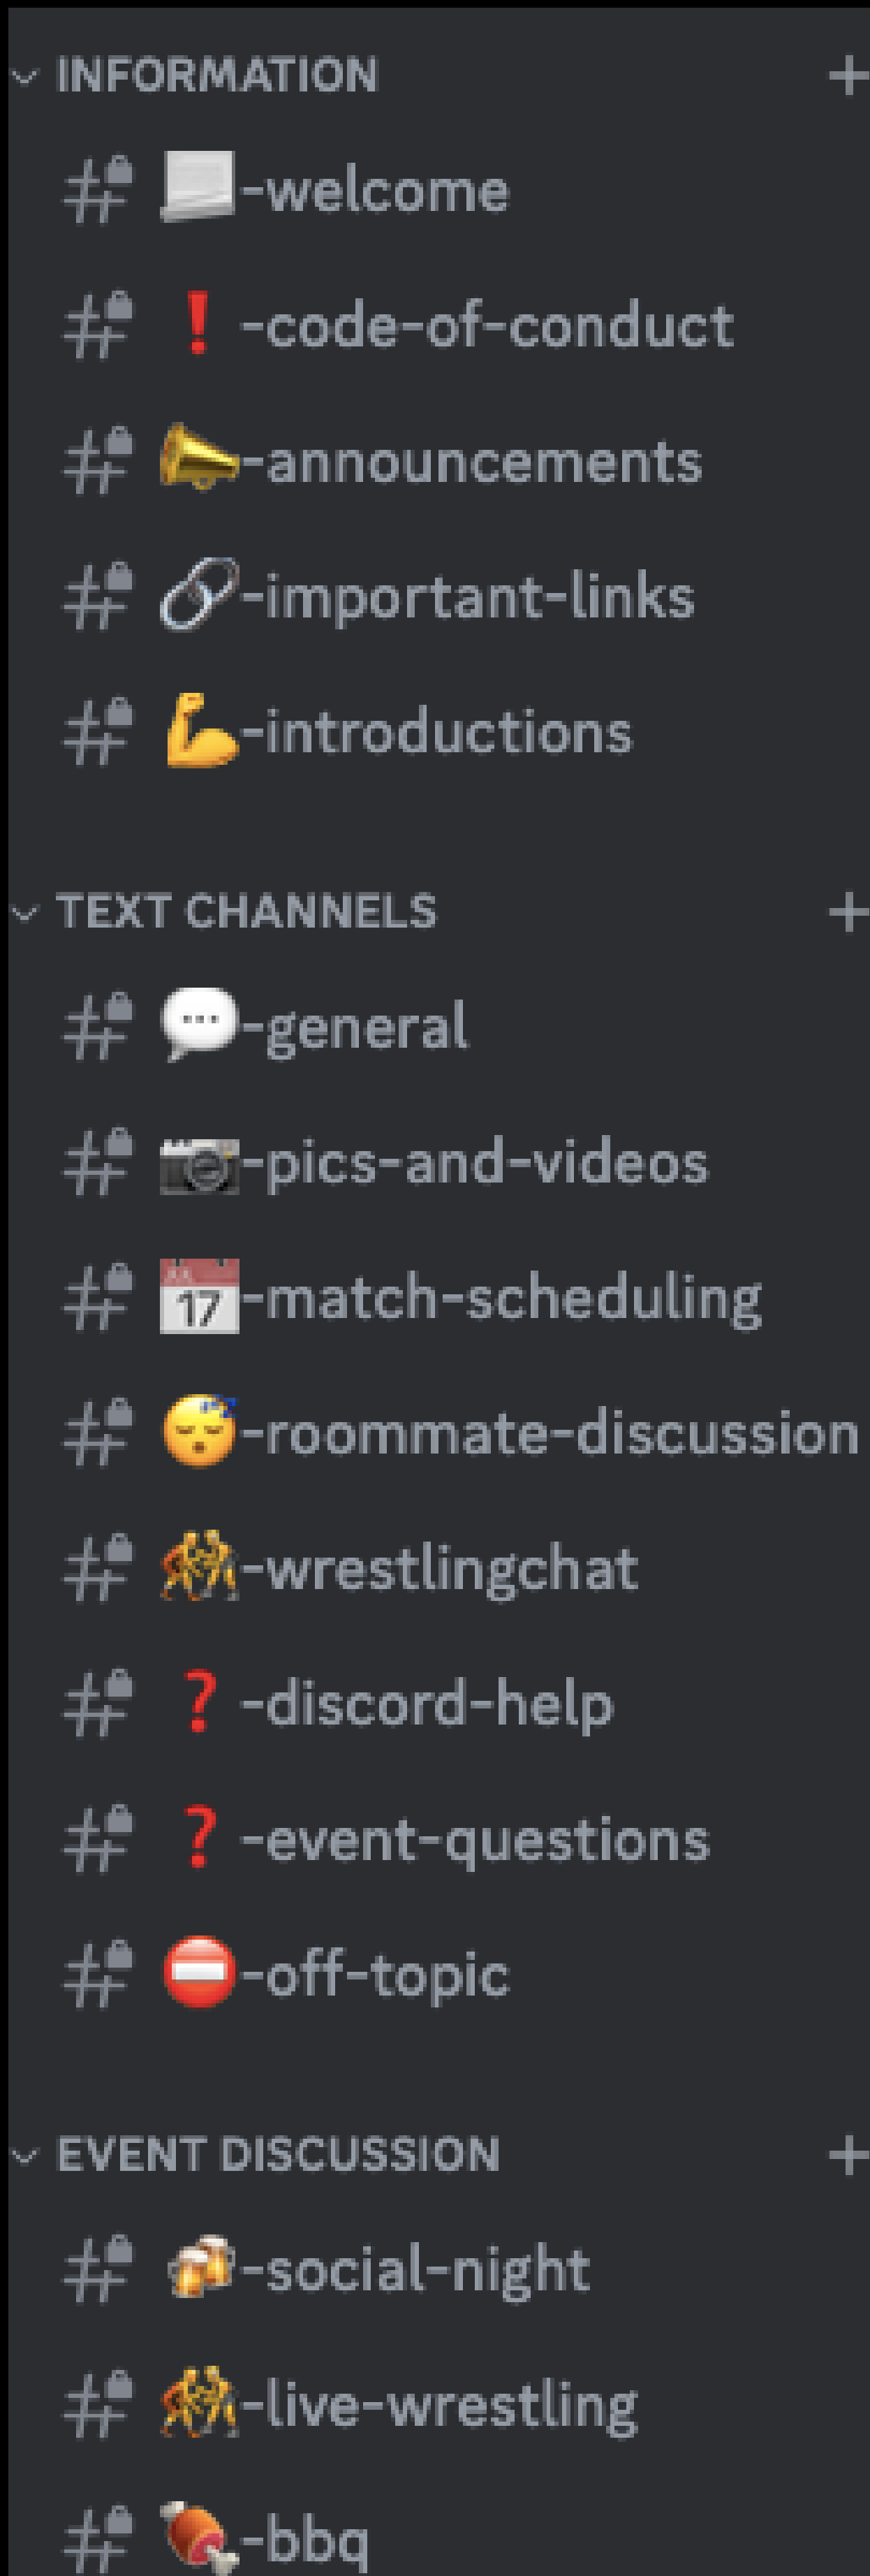 INFORMATION
-welcome
-code-of-conduct
-announcements
-important-links
-introductions
TEXT CHANNELS
-general
-pics-and-videos
17
-match-scheduling
-roommate-discussion
-wrestlingchat
-discord-help
-event-questions
-off-topic
EVENT DISCUSSION
-social-night
-live-wrestling
-bbq